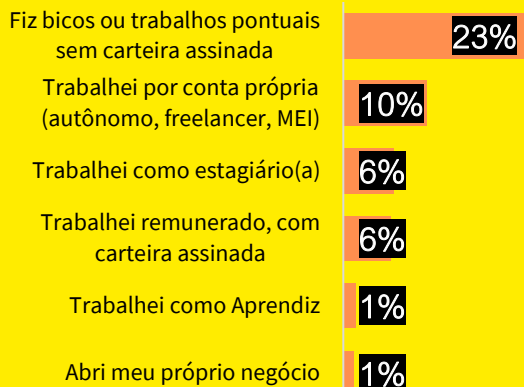 Fiz bicos ou trabalhos pontuais
sem carteira assinada
23%
Trabalhei por conta própria
(autônomo, freelancer, MEI)
10%
Trabalhei como estagiário(a)
6%
Trabalhei remunerado, com
carteira assinada
6%
Trabalhei como Aprendiz
1%
Abri meu próprio negócio
1%